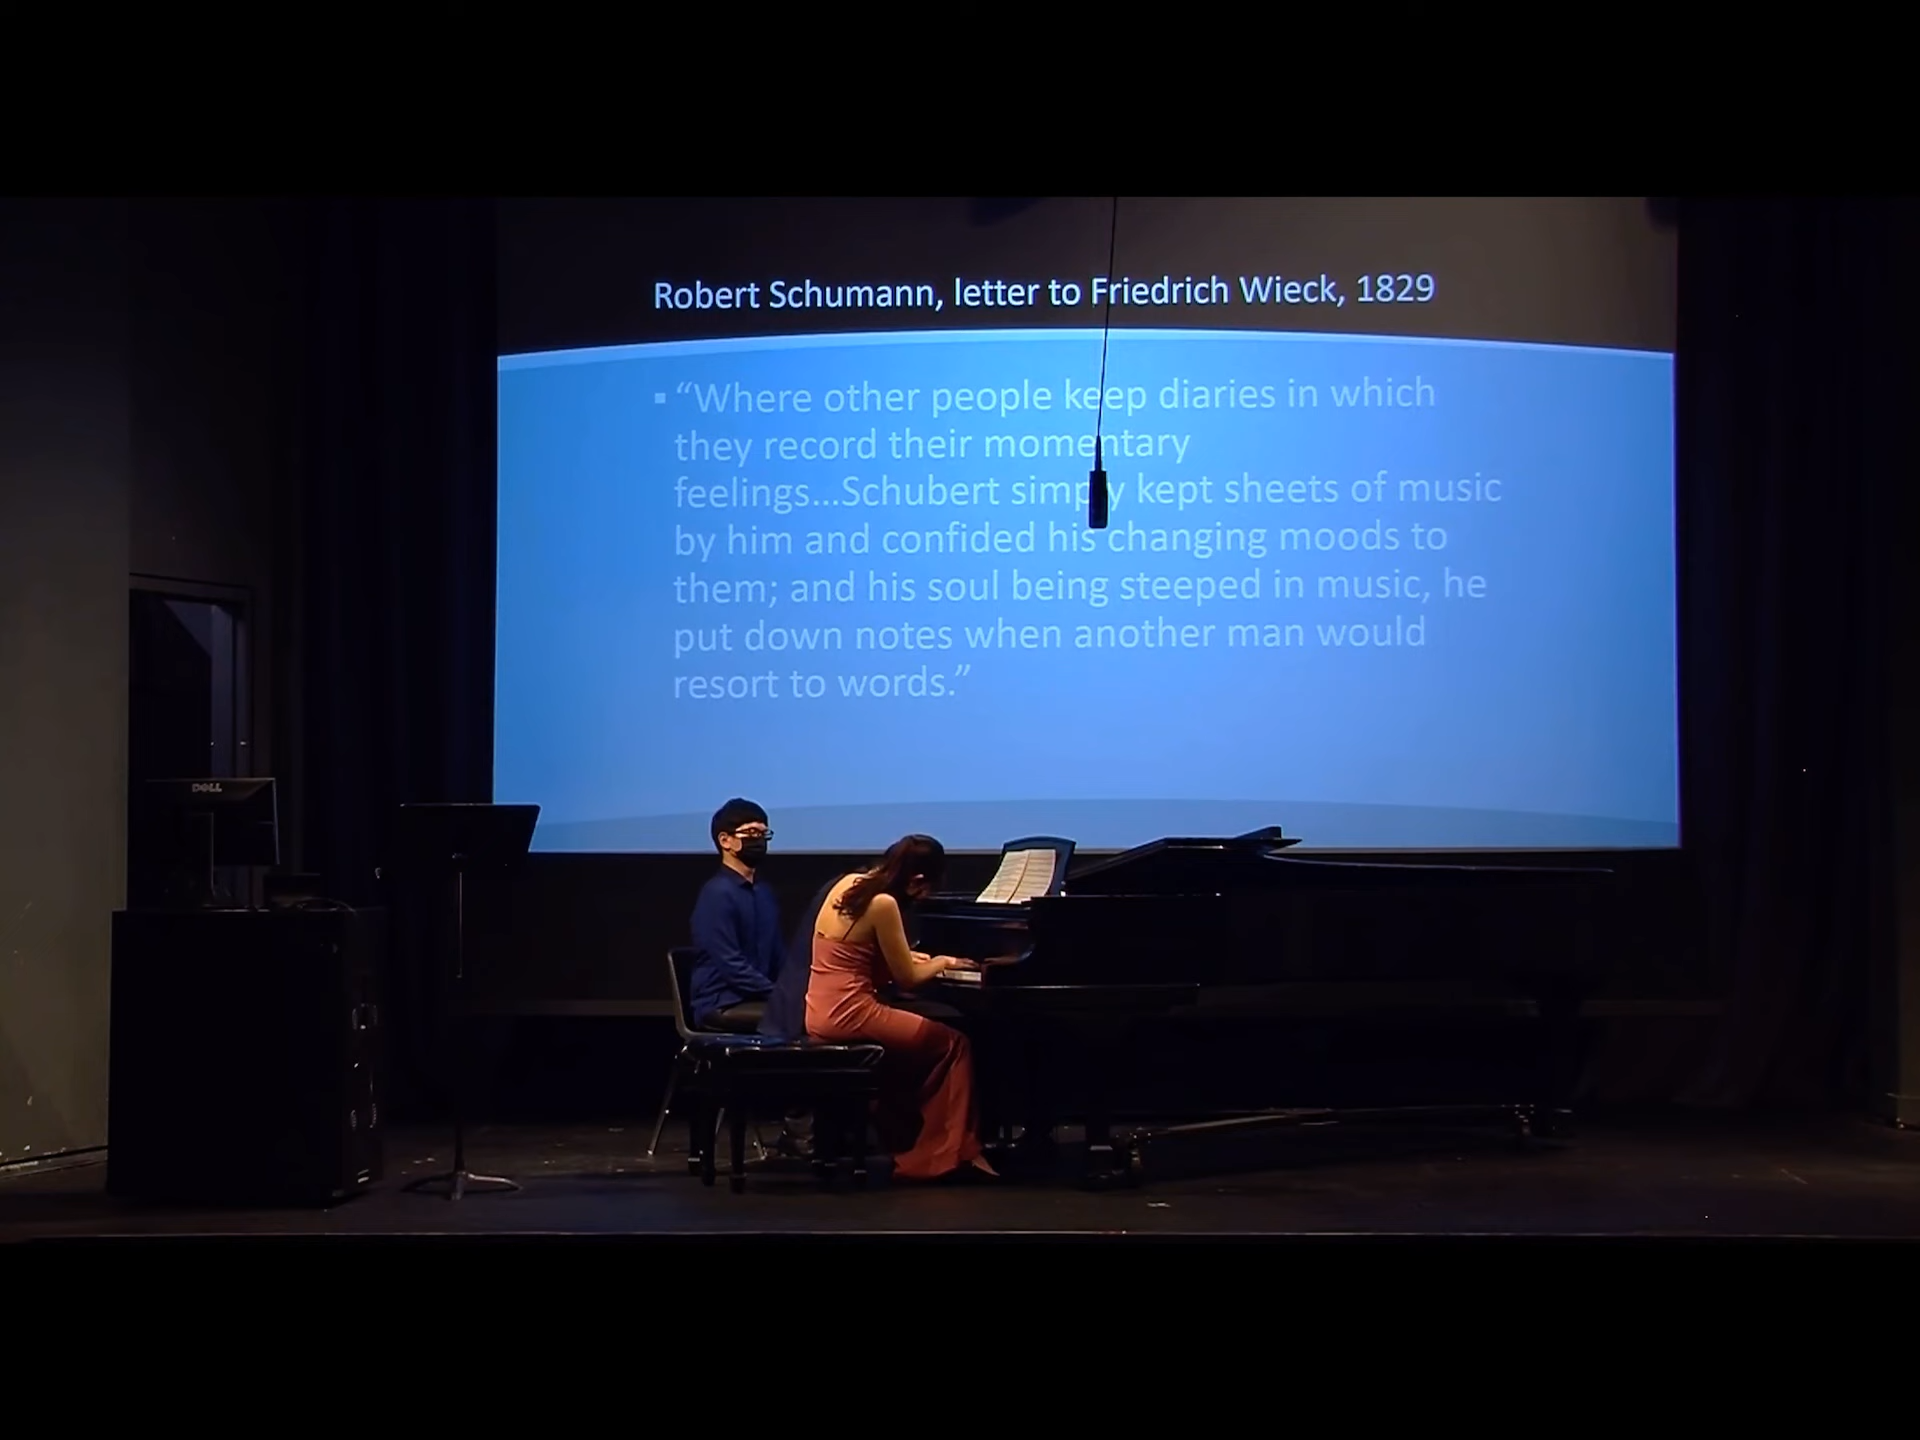 Robert Schumann, letter to Friedrich Wieck, 1829
▪ “Where other people keep diaries in which
they record their momentary
feelings...Schubert simply kept sheets of music
by him and confided his changing moods to
them; and his soul being steeped in music, he
put down notes when another man would
resort to words.”
DELL